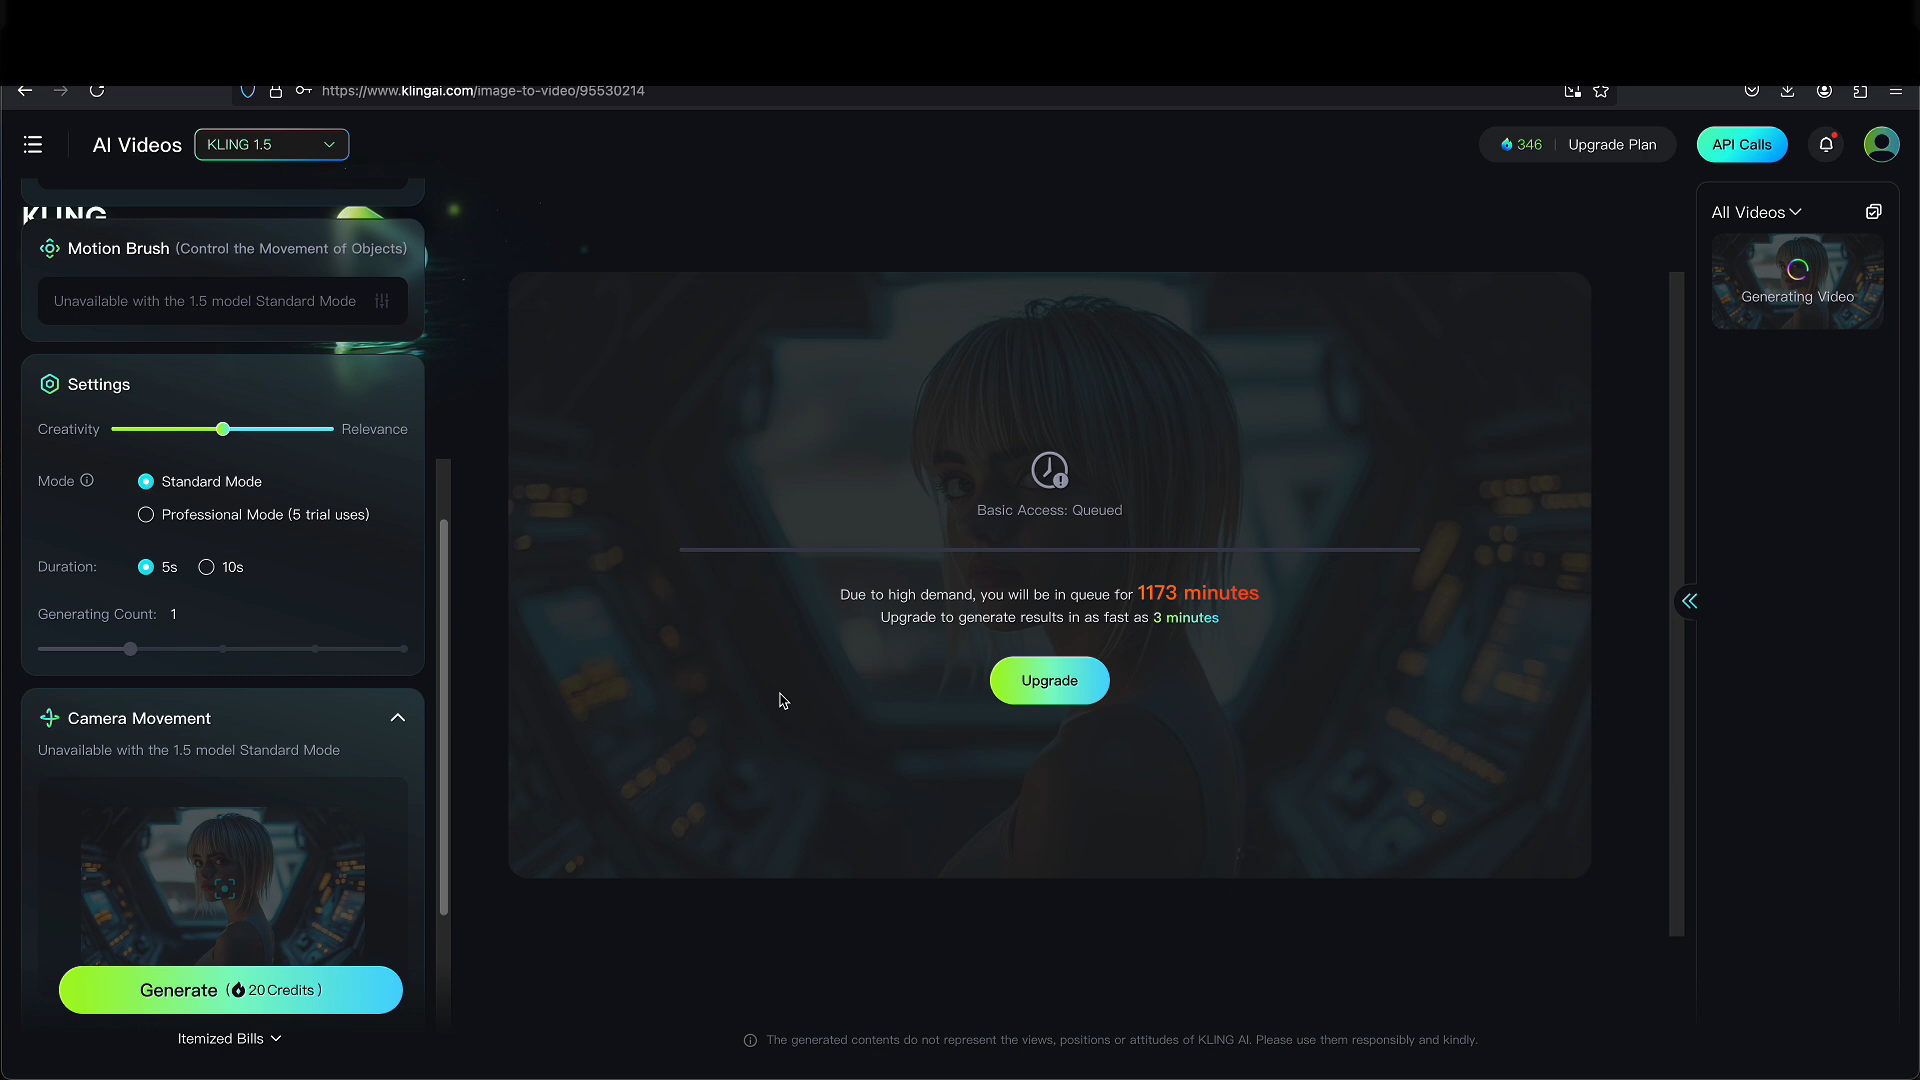 https://www.klingai.com/image-to-video/95530214
AI Videos
KLING 1.5
346
Upgrade Plan
API Calls
KLING
Motion Brush (Control the Movement of Objects)
Unavailable with the 1.5 model Standard Mode
Settings
Creativity
Relevance
Mode
Standard Mode
Professional Mode (5 trial uses)
Duration:
5s
10s
Generating Count: 1
Camera Movement
Unavailable with the 1.5 model Standard Mode
Generate ( 20 Credits )
Itemized Bills
Basic Access: Queued
Due to high demand, you will be in queue for 1173 minutes
Upgrade to generate results in as fast as 3 minutes
Upgrade
The generated contents do not represent the views, positions or attitudes of KLING AI. Please use them responsibly and kindly.
All Videos
Generating Video